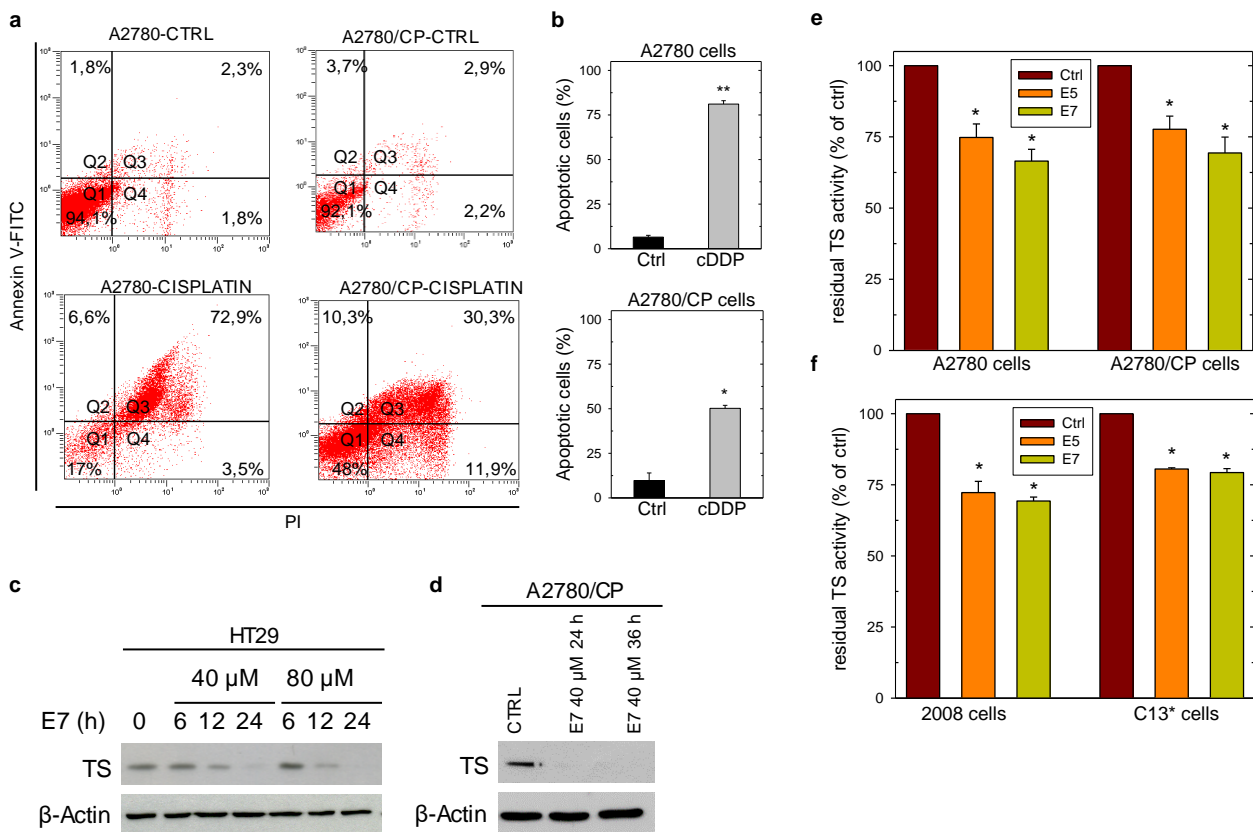 a
A2780-CTRL
1,8%
2,3%
Q2
Q3
Q1
Q4
94,1%
1,8%
A2780/CP-CTRL
3,7%
2,9%
Q2
Q3
Q1
Q4
92,1%
2,2%
A2780-CISPLATIN
6,6%
72,9%
Q2
Q3
Q1
Q4
17%
3,5%
A2780/CP-CISPLATIN
10,3%
30,3%
Q2
Q3
Q1
Q4
48%
11,9%
Annexin V-FITC
PI
b
A2780 cells
Apoptotic cells (%)
100
75
50
25
0
**
Ctrl
cDDP
A2780/CP cells
Apoptotic cells (%)
100
75
50
25
0
*
Ctrl
cDDP
c
HT29
40 µM
80 µM
E7 (h)
0
6
12
24
6
12
24
TS
β-Actin
d
A2780/CP
CTRL
E7 40 µM 24 h
E7 40 µM 36 h
TS
β-Actin
e
residual TS activity (% of ctrl)
100
75
50
25
0
Ctrl
E5
E7
*
*
*
*
A2780 cells
A2780/CP cells
f
residual TS activity (% of ctrl)
100
75
50
25
0
Ctrl
E5
E7
*
*
*
*
2008 cells
C13* cells